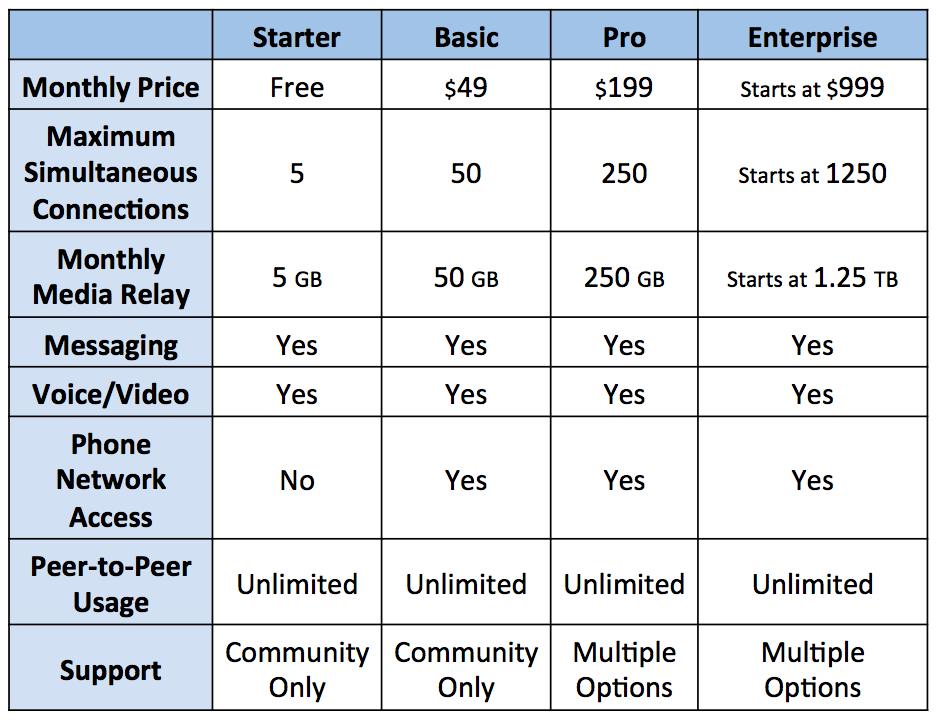 Starter Basic Pro Enterprise
Monthly Price Free $49 $199 Starts at $999
Maximum
Simultaneous
Connections 5 50 250 Starts at 1250
Monthly
Media Relay 5 GB 50 GB 250 GB Starts at 1.25 TB
Messaging Yes Yes Yes Yes
Voice/Video Yes Yes Yes Yes
Phone
Network
Access No Yes Yes Yes
Peer-to-Peer
Usage Unlimited Unlimited Unlimited Unlimited
Support Community Only Community Only Multiple Options Multiple Options